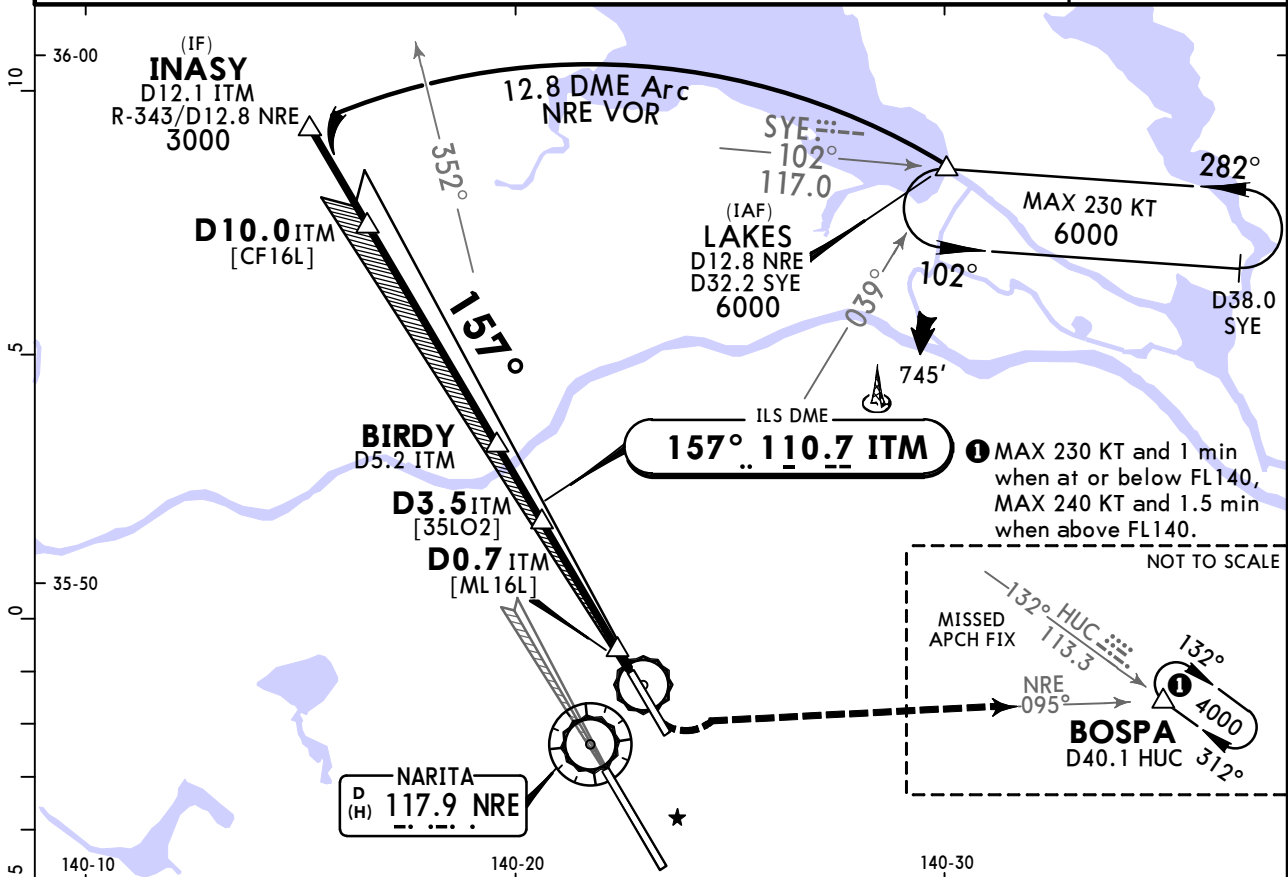 36-00
10
5
35-50
0
5
140-10
140-20
140-30
(IF)
INASY
D12.1 ITM
R-343/D12.8 NRE
3000
12.8 DME Arc
NRE VOR
352°
SYE
102°
117.0
(IAF)
LAKES
D12.8 NRE
D32.2 SYE
6000
282°
MAX 230 KT
6000
102°
D38.0
SYE
039°
745'
D10.0 ITM
[CF16L]
157°
BIRDY
D5.2 ITM
ILS DME
157° 110.7 ITM
1 MAX 230 KT and 1 min
when at or below FL140,
MAX 240 KT and 1.5 min
when above FL140.
D3.5 ITM
[35LO2]
D0.7 ITM
[ML16L]
NOT TO SCALE
MISSED
APCH FIX
132° HUC
113.3
NRE
095°
132°
1
4000
312°
BOSPA
D40.1 HUC
NARITA
D
(H)
117.9 NRE